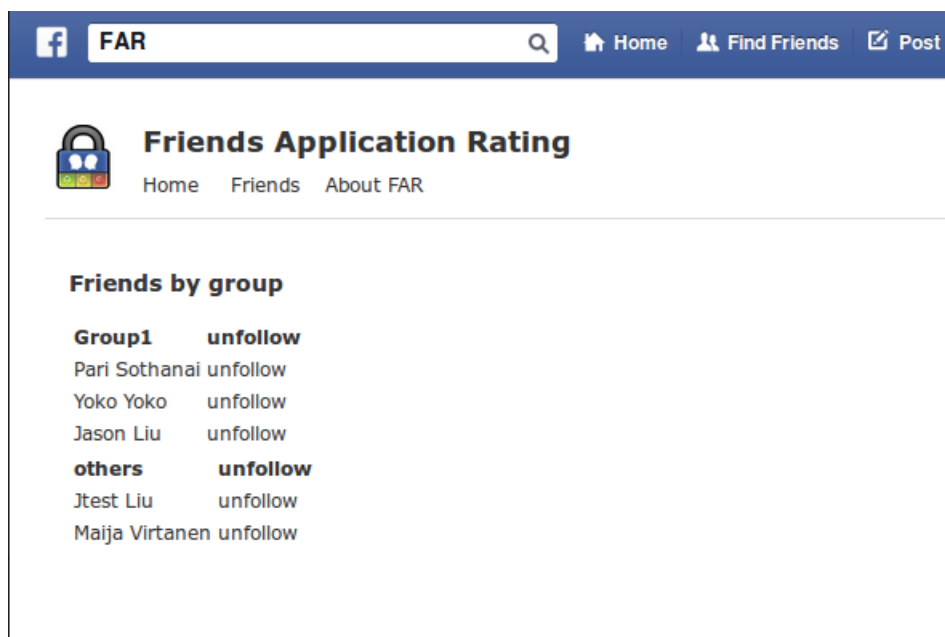 FAR Home Find Friends Post
Friends Application Rating
Home Friends About FAR
Friends by group
Group1 unfollow
Pari Sothanai unfollow
Yoko Yoko unfollow
Jason Liu unfollow
others unfollow
Jtest Liu unfollow
Maija Virtanen unfollow